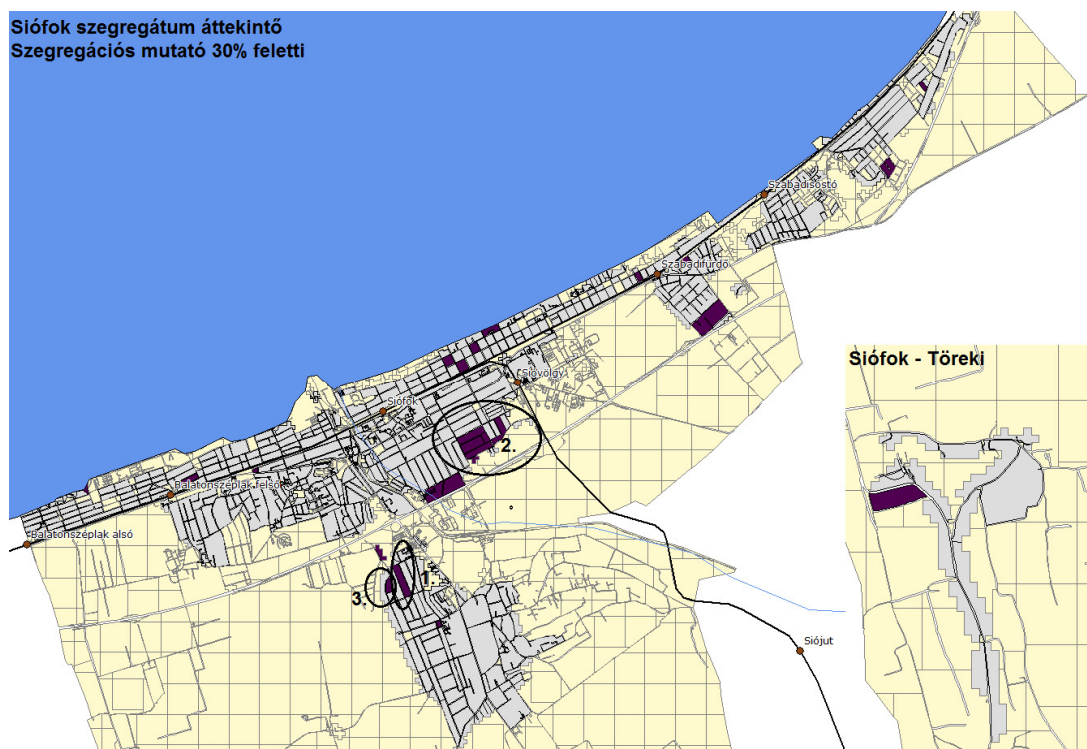 Siófok szegregátum áttekintő
Szegregációs mutató 30% feletti
Szabadisóstó
Szabadifürdő
Siófok - Töreki
Sióvölgy
Siófok
2.
Balatonszéplak felső
Balatonszéplak alsó
1.
3.
Siójut